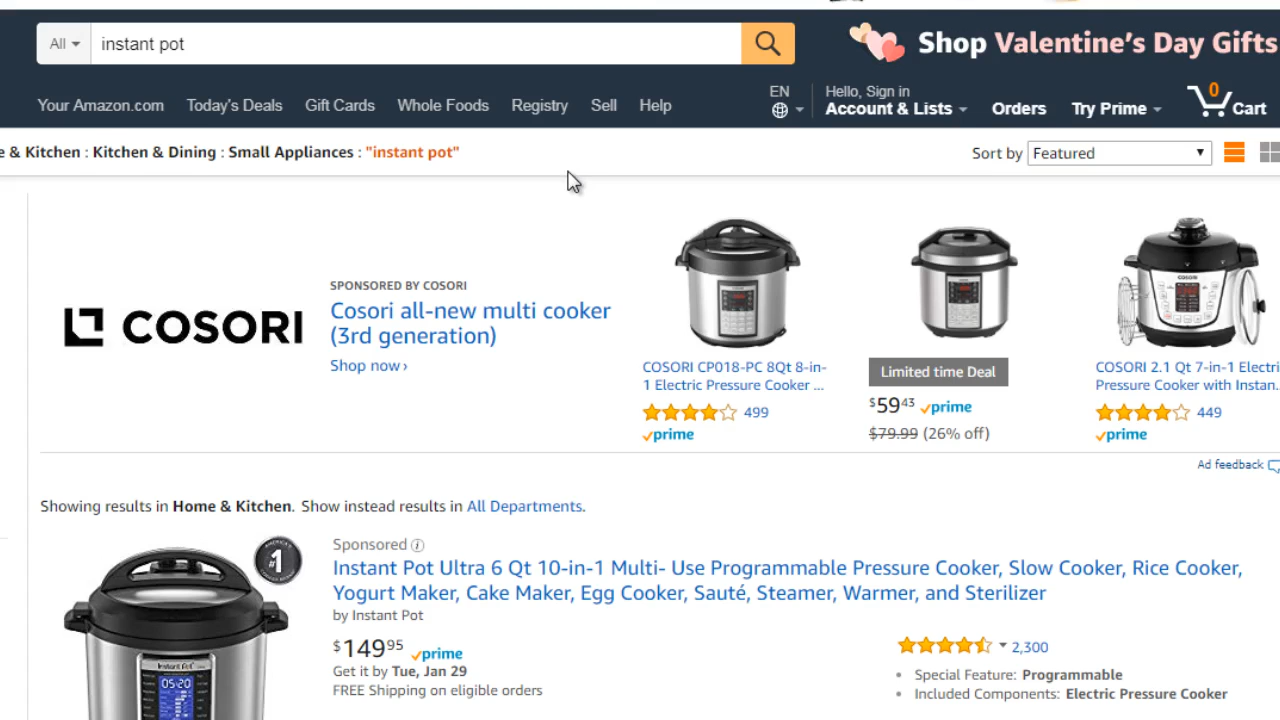 All
instant pot
Shop Valentine's Day Gifts
Your Amazon.com Today's Deals Gift Cards Whole Foods Registry Sell Help
EN
Hello, Sign in
Account & Lists
Orders
Try Prime
0
Cart
e & Kitchen : Kitchen & Dining : Small Appliances : "instant pot"
Sort by Featured
COSORI
SPONSORED BY COSORI
Cosori all-new multi cooker
(3rd generation)
Shop now ›
COSORI CP018-PC 8Qt 8-in-
1 Electric Pressure Cooker ...
499
prime
Limited time Deal
$59 43 prime
$79.99 (26% off)
COSORI 2.1 Qt 7-in-1 Electri
Pressure Cooker with Instan..
449
prime
Ad feedback
Showing results in Home & Kitchen. Show instead results in All Departments.
#1
Instant Pot
05:20
Sponsored
Instant Pot Ultra 6 Qt 10-in-1 Multi- Use Programmable Pressure Cooker, Slow Cooker, Rice Cooker,
Yogurt Maker, Cake Maker, Egg Cooker, Sauté, Steamer, Warmer, and Sterilizer
by Instant Pot
$149 95 prime
Get it by Tue, Jan 29
FREE Shipping on eligible orders
2,300
Special Feature: Programmable
Included Components: Electric Pressure Cooker